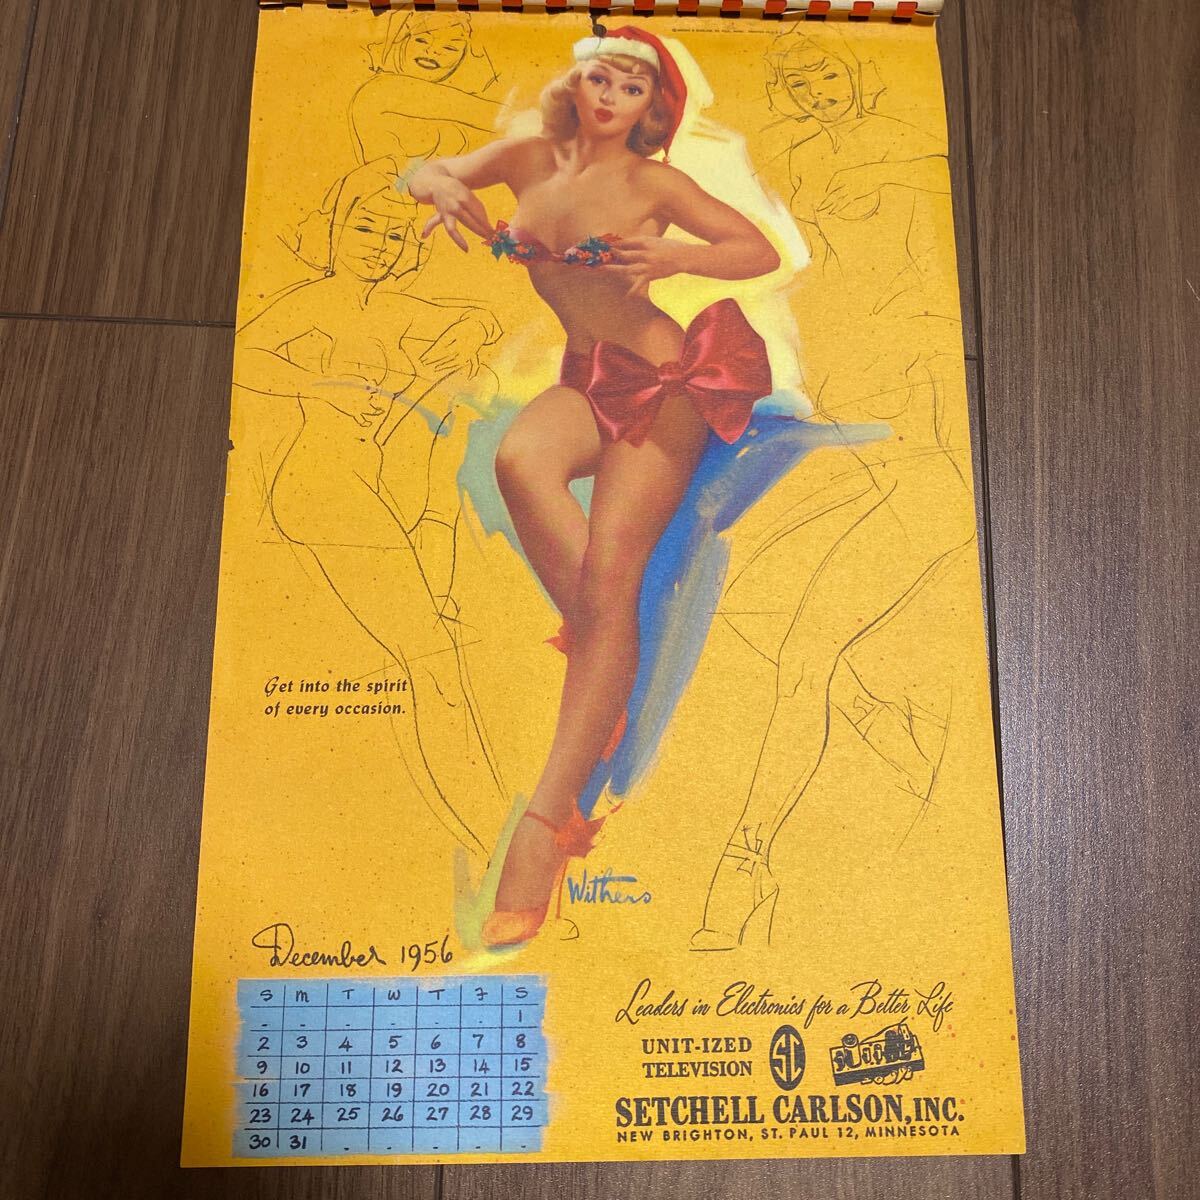 Get into the spirit
of every occasion.
Withers
December 1956
S M T W T F S
- - - - - - 1
2 3 4 5 6 7 8
9 10 11 12 13 14 15
16 17 18 19 20 21 22
23 24 25 26 27 28 29
30 31 - - - - -
Leaders in Electronics for a Better Life
UNIT-IZED
TELEVISION
SC
SETCHELL CARLSON, INC.
NEW BRIGHTON, ST. PAUL 12, MINNESOTA